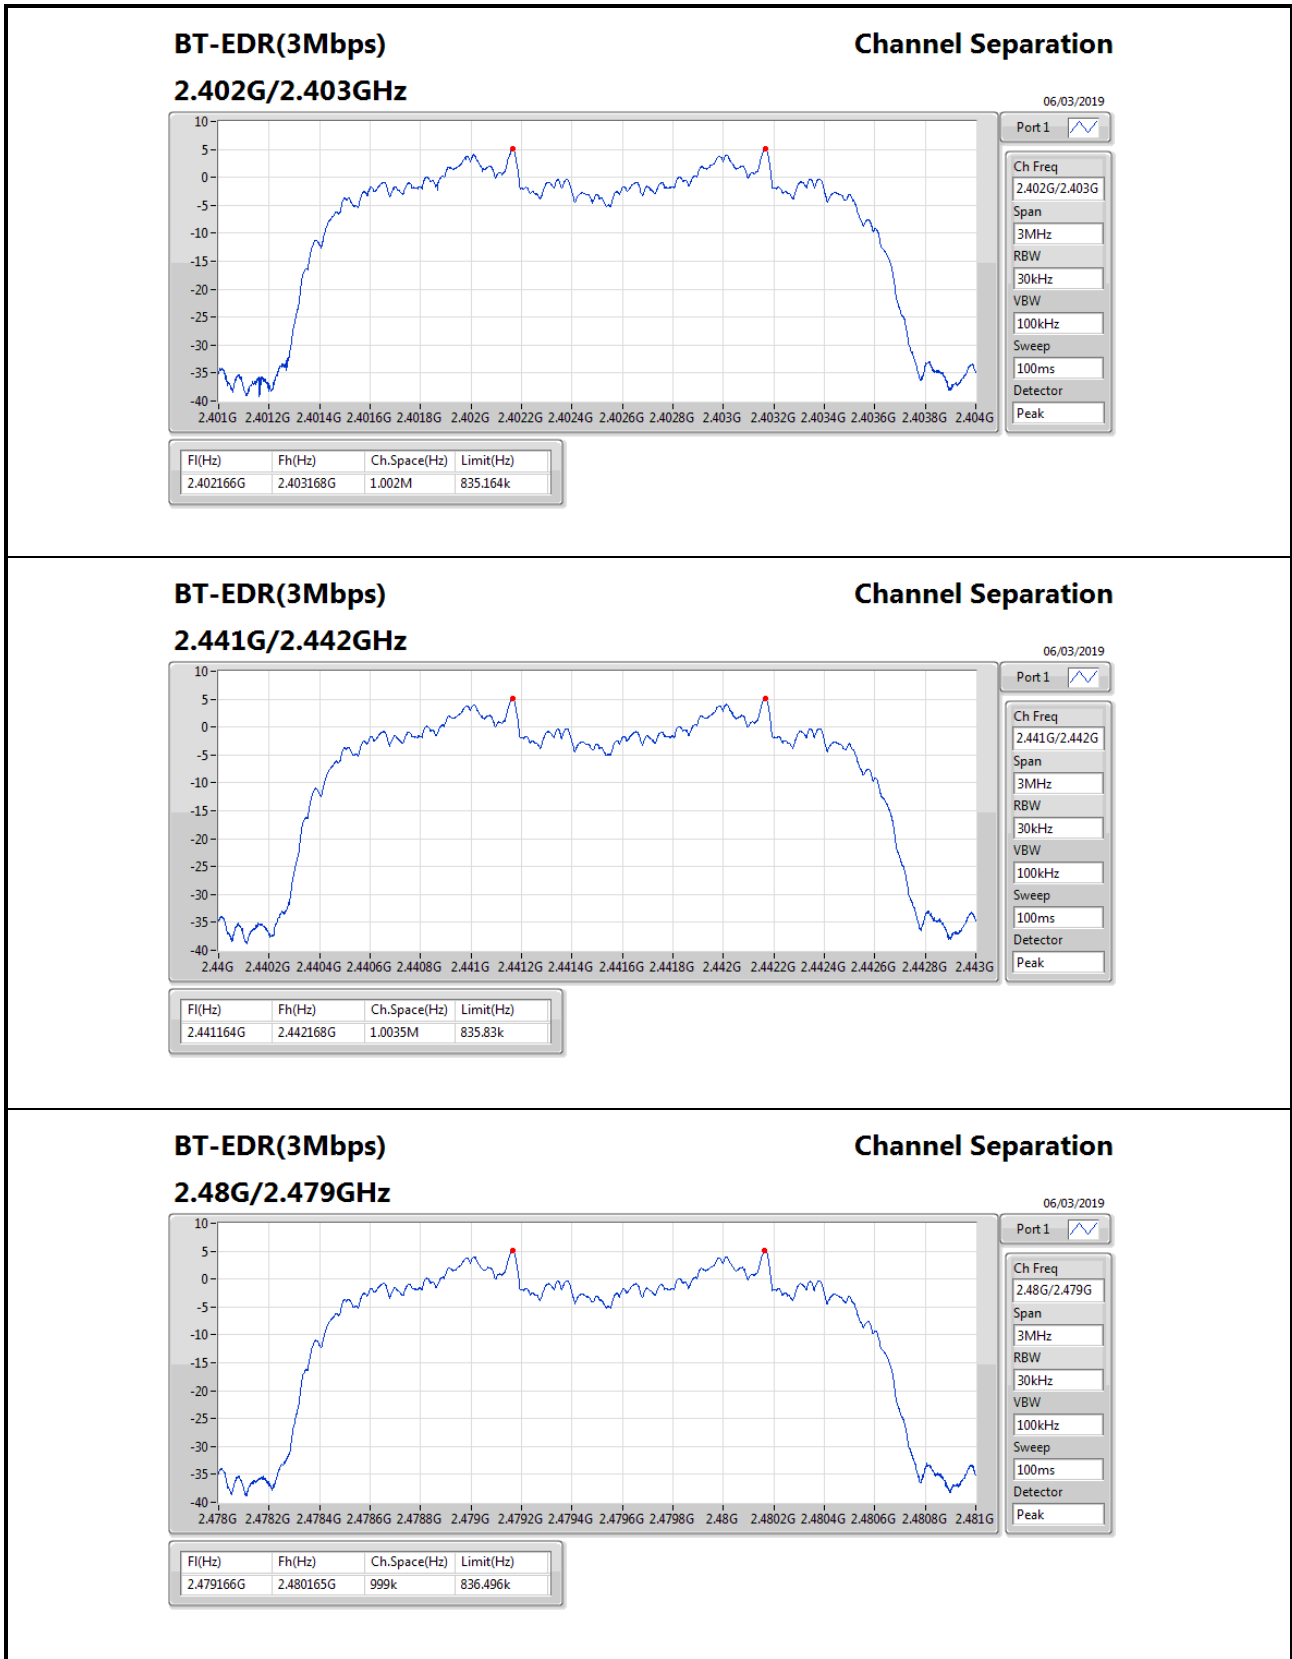 BT-EDR(3Mbps) Channel Separation
2.402G/2.403GHz
06/03/2019
Port 1
10
5
0
-5
-10
-15
-20
-25
-30
-35
-40
2.401G 2.4012G 2.4014G 2.4016G 2.4018G 2.402G 2.4022G 2.4024G 2.4026G 2.4028G 2.403G 2.4032G 2.4034G 2.4036G 2.4038G 2.404G
Ch Freq
2.402G/2.403G
Span
3MHz
RBW
30kHz
VBW
100kHz
Sweep
100ms
Detector
Peak
Fl(Hz) Fh(Hz) Ch.Space(Hz) Limit(Hz)
2.402166G 2.403168G 1.002M 835.164k
BT-EDR(3Mbps) Channel Separation
2.441G/2.442GHz
06/03/2019
Port 1
10
5
0
-5
-10
-15
-20
-25
-30
-35
-40
2.44G 2.4402G 2.4404G 2.4406G 2.4408G 2.441G 2.4412G 2.4414G 2.4416G 2.4418G 2.442G 2.4422G 2.4424G 2.4426G 2.4428G 2.443G
Ch Freq
2.441G/2.442G
Span
3MHz
RBW
30kHz
VBW
100kHz
Sweep
100ms
Detector
Peak
Fl(Hz) Fh(Hz) Ch.Space(Hz) Limit(Hz)
2.441164G 2.442168G 1.0035M 835.83k
BT-EDR(3Mbps) Channel Separation
2.48G/2.479GHz
06/03/2019
Port 1
10
5
0
-5
-10
-15
-20
-25
-30
-35
-40
2.478G 2.4782G 2.4784G 2.4786G 2.4788G 2.479G 2.4792G 2.4794G 2.4796G 2.4798G 2.48G 2.4802G 2.4804G 2.4806G 2.4808G 2.481G
Ch Freq
2.48G/2.479G
Span
3MHz
RBW
30kHz
VBW
100kHz
Sweep
100ms
Detector
Peak
Fl(Hz) Fh(Hz) Ch.Space(Hz) Limit(Hz)
2.479166G 2.480165G 999k 836.496k